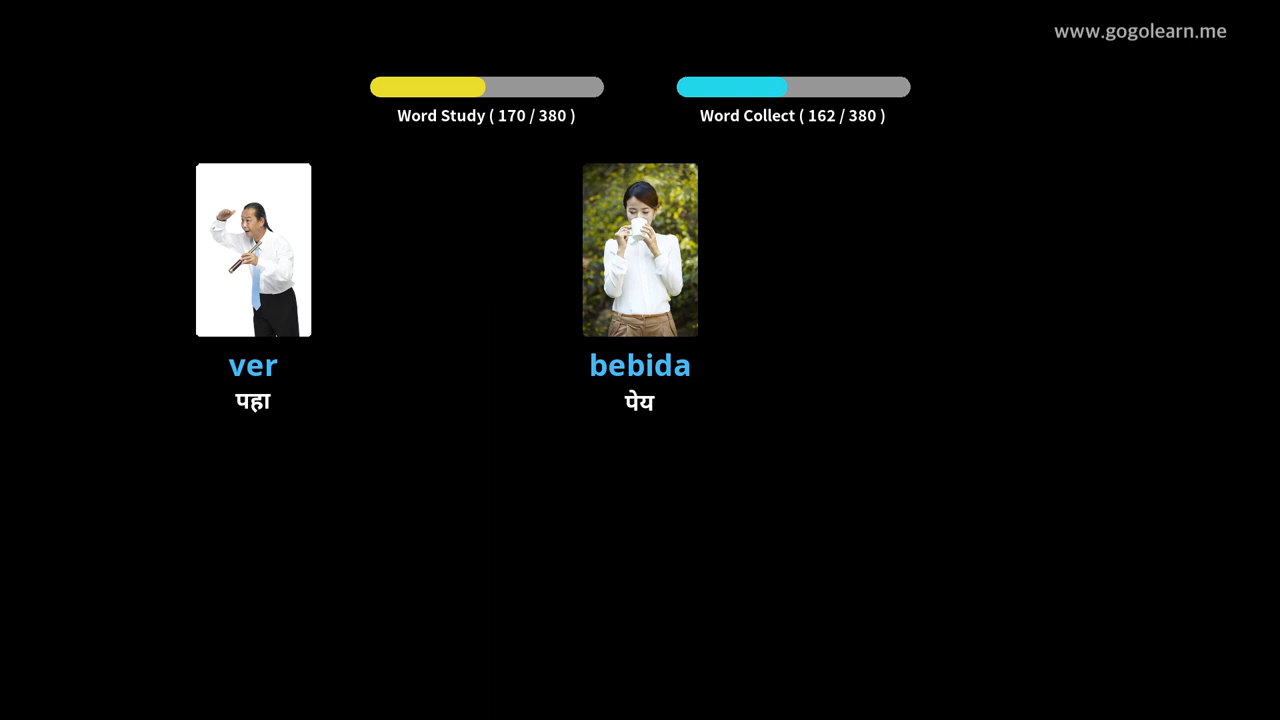 www.gogolearn.me
Word Study ( 170 / 380 )
Word Collect ( 162 / 380 )
ver
bebida
पहा
पेय